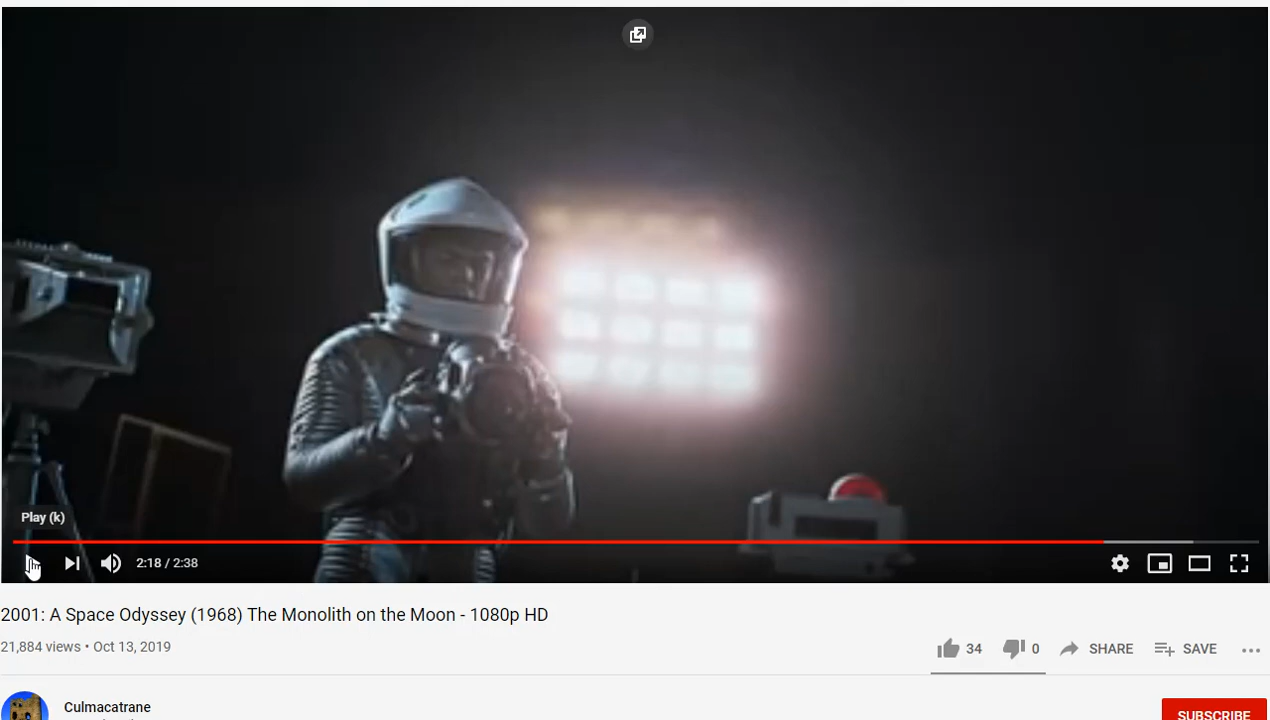 Play (k)
2:18 / 2:38
2001: A Space Odyssey (1968) The Monolith on the Moon - 1080p HD
21,884 views • Oct 13, 2019
34
0
SHARE
SAVE
Culmacatrane
SUBSCRIBE